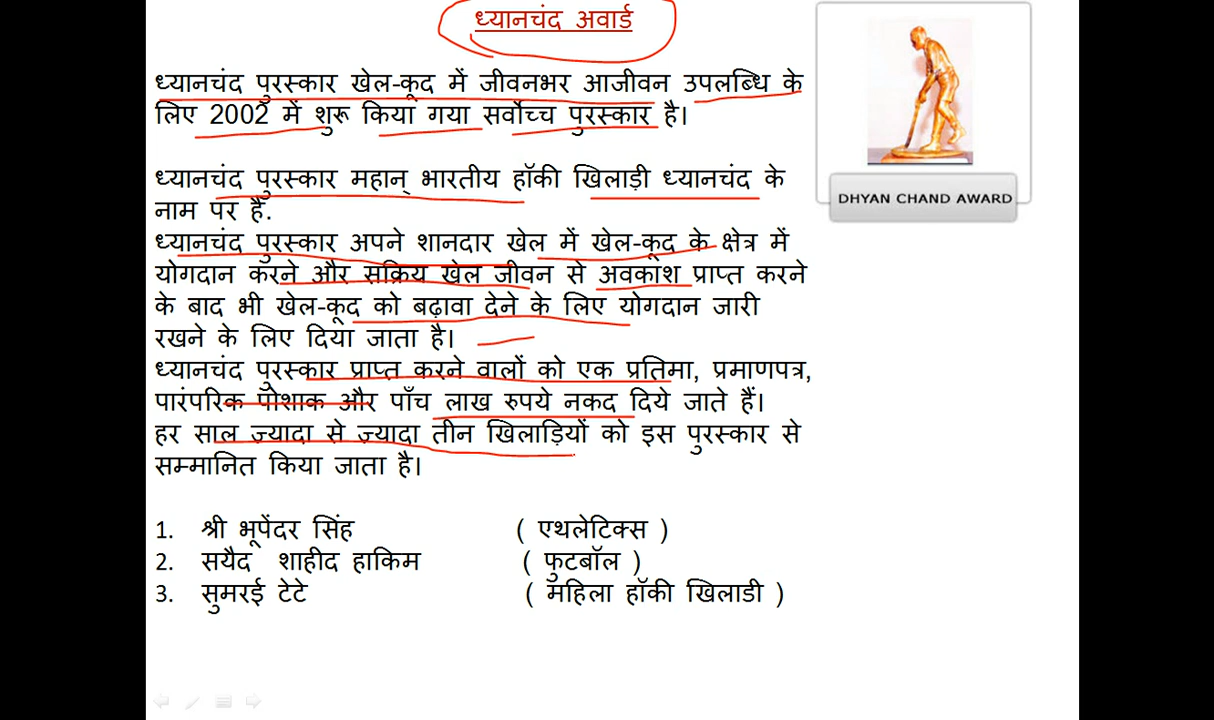 ध्यानचंद अवार्ड
ध्यानचंद पुरस्कार खेल-कूद में जीवनभर आजीवन उपलब्धि के
लिए 2002 में शुरू किया गया सर्वोच्च पुरस्कार है।
DHYAN CHAND AWARD
ध्यानचंद पुरस्कार महान् भारतीय हॉकी खिलाड़ी ध्यानचंद के
नाम पर है.
ध्यानचंद पुरस्कार अपने शानदार खेल में खेल-कूद के क्षेत्र में
योगदान करने और सक्रिय खेल जीवन से अवकाश प्राप्त करने
के बाद भी खेल-कूद को बढ़ावा देने के लिए योगदान जारी
रखने के लिए दिया जाता है।
ध्यानचंद पुरस्कार प्राप्त करने वालों को एक प्रतिमा, प्रमाणपत्र,
पारंपरिक पोशाक और पाँच लाख रुपये नकद दिये जाते हैं।
हर साल ज़्यादा से ज़्यादा तीन खिलाड़ियों को इस पुरस्कार से
सम्मानित किया जाता है।
1. श्री भूपेंदर सिंह ( एथलेटिक्स )
2. सयैद शाहीद हाकिम ( फुटबॉल )
3. सुमरई टेटे ( महिला हॉकी खिलाडी )